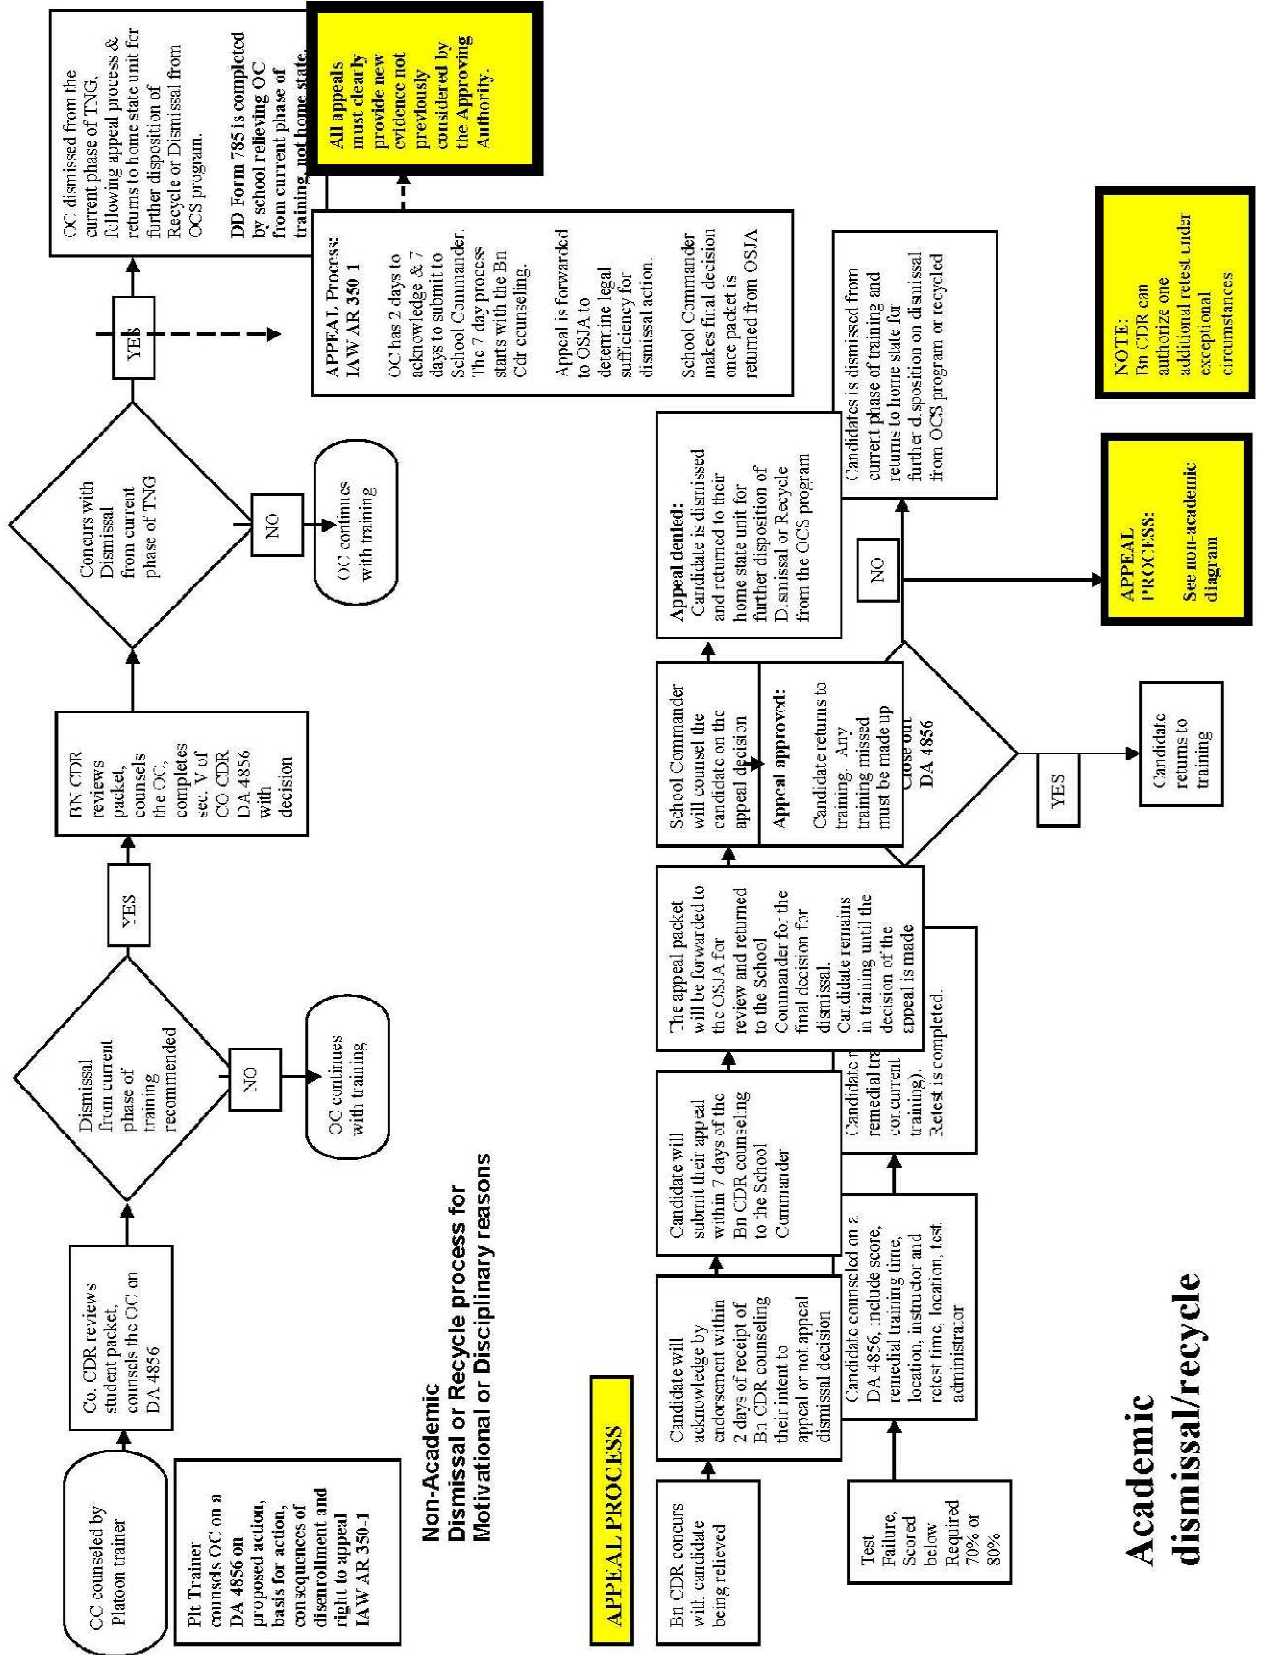 OC counseled by
Platoon trainer
Plt Trainer
counsels OC on a
DA 4856 on
proposed action,
basis for action,
consequences of
disenrollment and
right to appeal
IAW AR 350-1
Co. CDR reviews
student packet,
counsels the OC on
DA 4856
Dismissal
from current
phase of
training
recommended
YES
NO
OC continues
with training
BN CDR
reviews
packet,
counsels
the OC,
completes
sec. V of
CO CDR
DA 4856
with
decision
Concurs with
Dismissal
from current
phase of TNG
YES
NO
OC continues
with training
OC dismissed from the
current phase of TNG,
following appeal process &
returns to home state unit for
further disposition of
Recycle or Dismissal from
OCS program.
DD Form 785 is completed
by school relieving OC
from current phase of
training, not home state.
APPEAL Process:
IAW AR 350-1
OC has 2 days to
acknowledge & 7
days to submit to
School Commander.
The 7 day process
starts with the Bn
Cdr counseling.
Appeal is forwarded
to OSJA to
determine legal
sufficiency for
dismissal action.
School Commander
makes final decision
once packet is
returned from OSJA
All appeals
must clearly
provide new
evidence not
previously
considered by
the Approving
Authority.
Non-Academic
Dismissal or Recycle process for
Motivational or Disciplinary reasons
APPEAL PROCESS
Bn CDR concurs
with candidate
being relieved
Candidate will
acknowledge by
endorsement within
2 days of receipt of
Bn CDR counseling
their intent to
appeal or not appeal
dismissal decision
Candidate will
submit their appeal
within 7 days of the
Bn CDR counseling
to the School
Commander
The appeal packet
will be forwarded to
the OSJA for
review and returned
to the School
Commander for the
final decision for
dismissal.
Candidate remains
in training until the
decision of the
appeal is made
School Commander
will counsel the
candidate on the
appeal decision
Appeal approved:
Candidate returns to
training. Any
training missed
must be made up
Appeal denied:
Candidate is dismissed
and returned to their
home state unit for
further disposition of
Dismissal or Recycle
from the OCS program
Test
Failure,
Scored
below
Required
70% or
80%
Candidate counseled on a
DA 4856, include score,
remedial training time,
location, instructor and
retest time, location, test
administrator
Candidate
remedial
concurrent
training).
Retest is completed.
Close out
DA 4856
NO
Candidates is dismissed from
current phase of training and
returns to home state for
further disposition on dismissal
from OCS program or recycled
YES
Candidate
returns to
training
APPEAL
PROCESS:
See non-academic
diagram
NOTE:
Bn CDR can
authorize one
additional retest under
exceptional
circumstances
Academic
dismissal/recycle